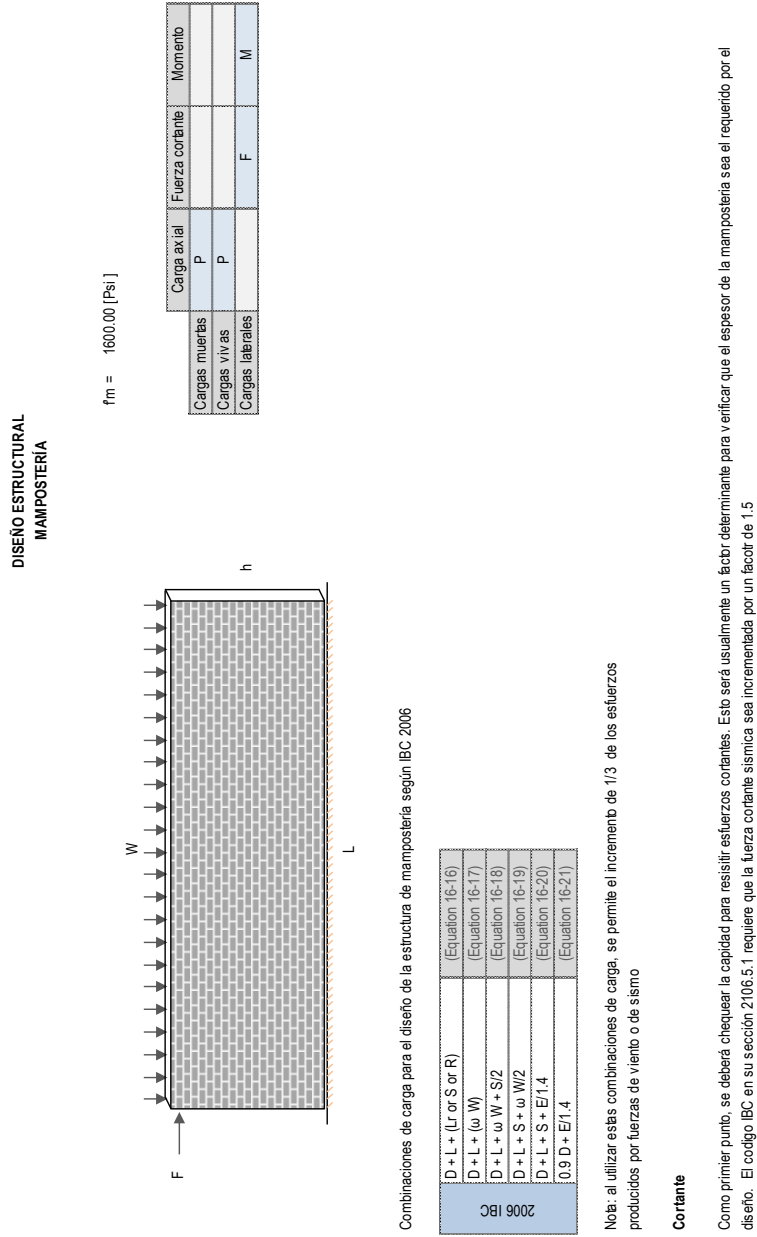 DISEÑO ESTRUCTURAL
MAMPOSTERÍA
f'm = 1600.00 [Psi]
Carga axial Fuerza cortante Momento
Cargas muertas P
Cargas vivas P
Cargas laterales F M
W
F
h
L
Combinaciones de carga para el diseño de la estructura de mampostería según IBC 2006
2006 IBC
D + L + (Lr or S or R) (Equation 16-16)
D + L + (ω W) (Equation 16-17)
D + L + ω W + S/2 (Equation 16-18)
D + L + S + ω W/2 (Equation 16-19)
D + L + S + E/1.4 (Equation 16-20)
0.9 D + E/1.4 (Equation 16-21)
Nota: al utilizar estas combinaciones de carga, se permite el incremento de 1/3 de los esfuerzos
producidos por fuerzas de viento o de sismo
Cortante
Como primier punto, se deberá chequear la capidad para resisitir esfuerzos cortantes. Esto será usualmente un factor determinante para verificar que el espesor de la mampostería sea el requerido por el
diseño. El codigo IBC en su sección 2106.5.1 requiere que la fuerza cortante sísmica sea incrementada por un facotr de 1.5